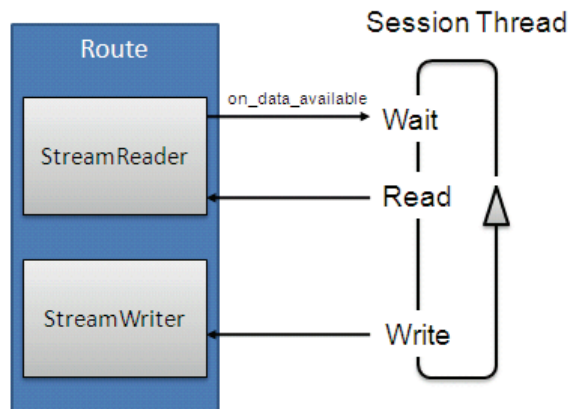 Session Thread
Route
on_data_available
Wait
StreamReader
Read
StreamWriter
Write